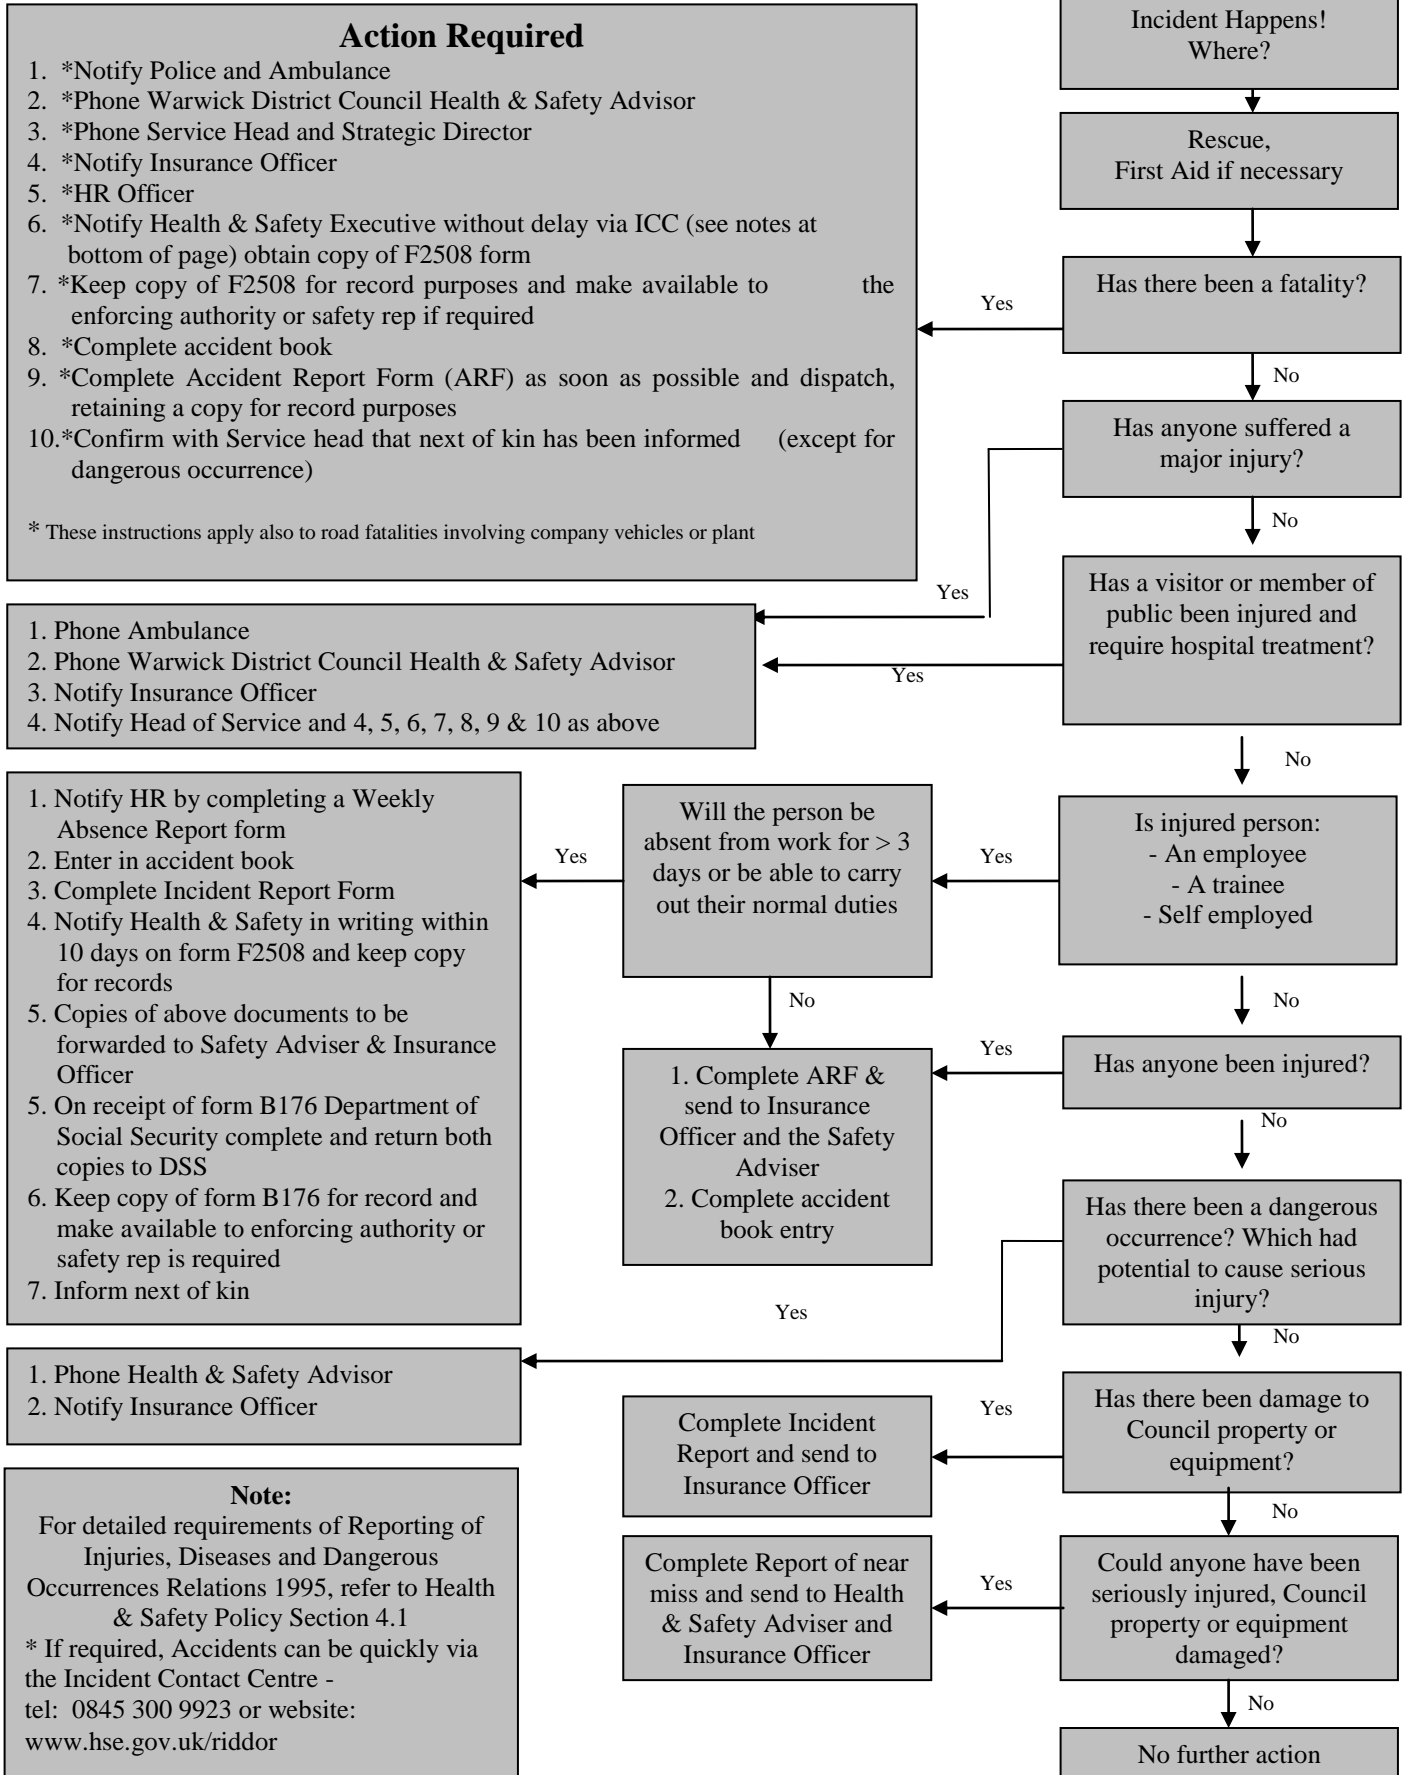 Action Required
1. *Notify Police and Ambulance
2. *Phone Warwick District Council Health & Safety Advisor
3. *Phone Service Head and Strategic Director
4. *Notify Insurance Officer
5. *HR Officer
6. *Notify Health & Safety Executive without delay via ICC (see notes at
bottom of page) obtain copy of F2508 form
7. *Keep copy of F2508 for record purposes and make available to the
enforcing authority or safety rep if required
8. *Complete accident book
9. *Complete Accident Report Form (ARF) as soon as possible and dispatch,
retaining a copy for record purposes
10.*Confirm with Service head that next of kin has been informed (except for
dangerous occurrence)
* These instructions apply also to road fatalities involving company vehicles or plant
Incident Happens!
Where?
Rescue,
First Aid if necessary
Has there been a fatality?
Yes
No
Has anyone suffered a
major injury?
No
Yes
Has a visitor or member of
public been injured and
require hospital treatment?
Yes
No
1. Phone Ambulance
2. Phone Warwick District Council Health & Safety Advisor
3. Notify Insurance Officer
4. Notify Head of Service and 4, 5, 6, 7, 8, 9 & 10 as above
Is injured person:
- An employee
- A trainee
- Self employed
Yes
No
Will the person be
absent from work for > 3
days or be able to carry
out their normal duties
Yes
No
1. Notify HR by completing a Weekly
Absence Report form
2. Enter in accident book
3. Complete Incident Report Form
4. Notify Health & Safety in writing within
10 days on form F2508 and keep copy
for records
5. Copies of above documents to be
forwarded to Safety Adviser & Insurance
Officer
5. On receipt of form B176 Department of
Social Security complete and return both
copies to DSS
6. Keep copy of form B176 for record and
make available to enforcing authority or
safety rep is required
7. Inform next of kin
1. Complete ARF &
send to Insurance
Officer and the Safety
Adviser
2. Complete accident
book entry
Has anyone been injured?
Yes
No
Has there been a dangerous
occurrence? Which had
potential to cause serious
injury?
Yes
No
1. Phone Health & Safety Advisor
2. Notify Insurance Officer
Has there been damage to
Council property or
equipment?
Yes
No
Complete Incident
Report and send to
Insurance Officer
Could anyone have been
seriously injured, Council
property or equipment
damaged?
Yes
No
Complete Report of near
miss and send to Health
& Safety Adviser and
Insurance Officer
No further action
Note:
For detailed requirements of Reporting of
Injuries, Diseases and Dangerous
Occurrences Relations 1995, refer to Health
& Safety Policy Section 4.1
* If required, Accidents can be quickly via
the Incident Contact Centre -
tel: 0845 300 9923 or website:
www.hse.gov.uk/riddor